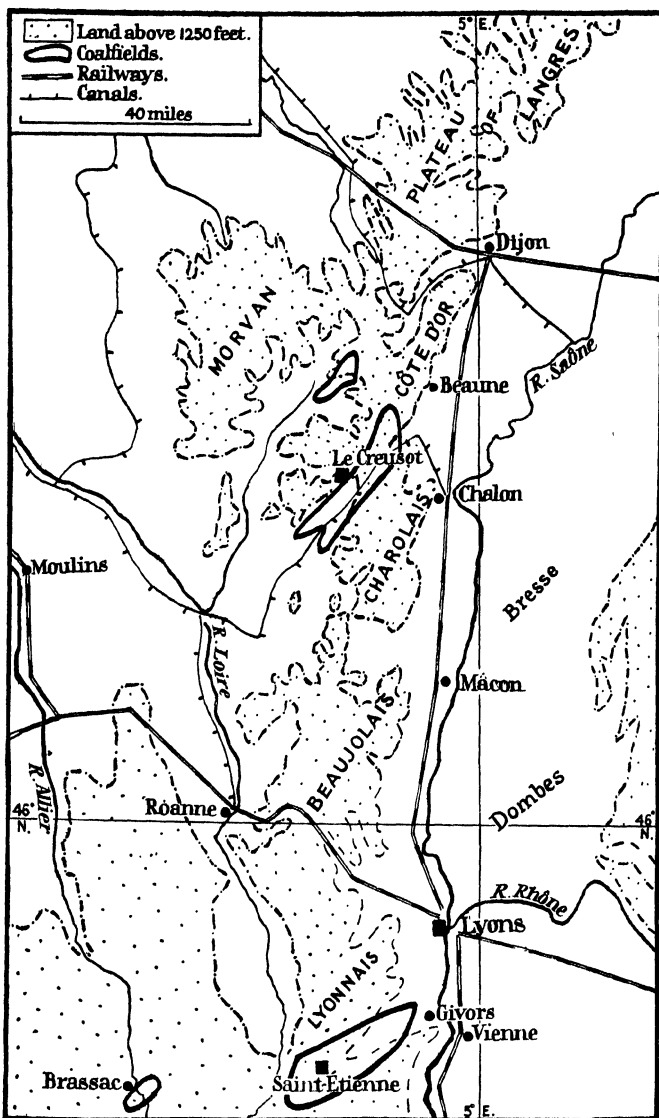 Land above 1250 feet.
Coalfields.
Railways.
Canals.
40 miles
5° E.
PLATEAU OF LANGRES
Dijon
MORVAN
CÔTE D'OR
Beaune
R. Saône
Le Creusot
Chalon
CHAROLAIS
Moulins
Bresse
R. Loire
Mâcon
BEAUJOLAIS
R. Allier
Dombes
Roanne
46°
N.
46°
N.
R. Rhône
Lyons
LYONNAIS
Givors
Vienne
Brassac
Saint-Étienne
5° E.